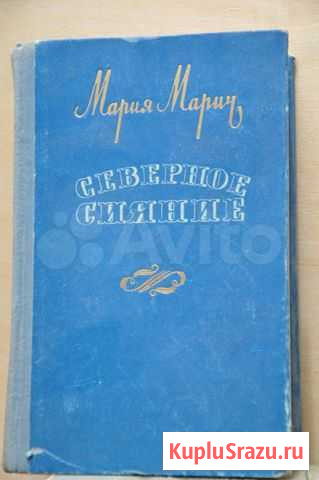 Мария Марич
СЕВЕРНОЕ
СИЯНИЕ
Avito
KupluSrazu.ru